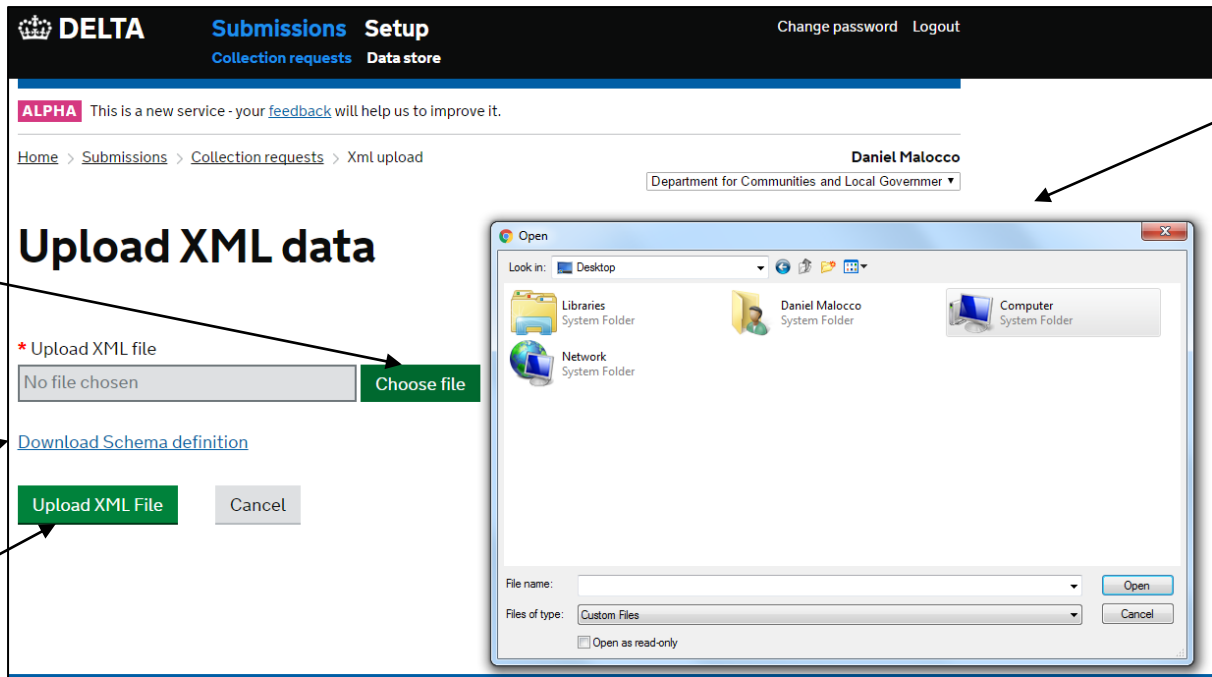 DELTA Submissions Setup Change password Logout
Collection requests Data store
ALPHA This is a new service - your feedback will help us to improve it.
Home > Submissions > Collection requests > Xml upload Daniel Malocco
Department for Communities and Local Governmer
Upload XML data
* Upload XML file
No file chosen Choose file
Download Schema definition
Upload XML File Cancel
Open
Look in: Desktop
Libraries
System Folder
Daniel Malocco
System Folder
Computer
System Folder
Network
System Folder
File name: Open
Files of type: Custom Files Cancel
Open as read-only